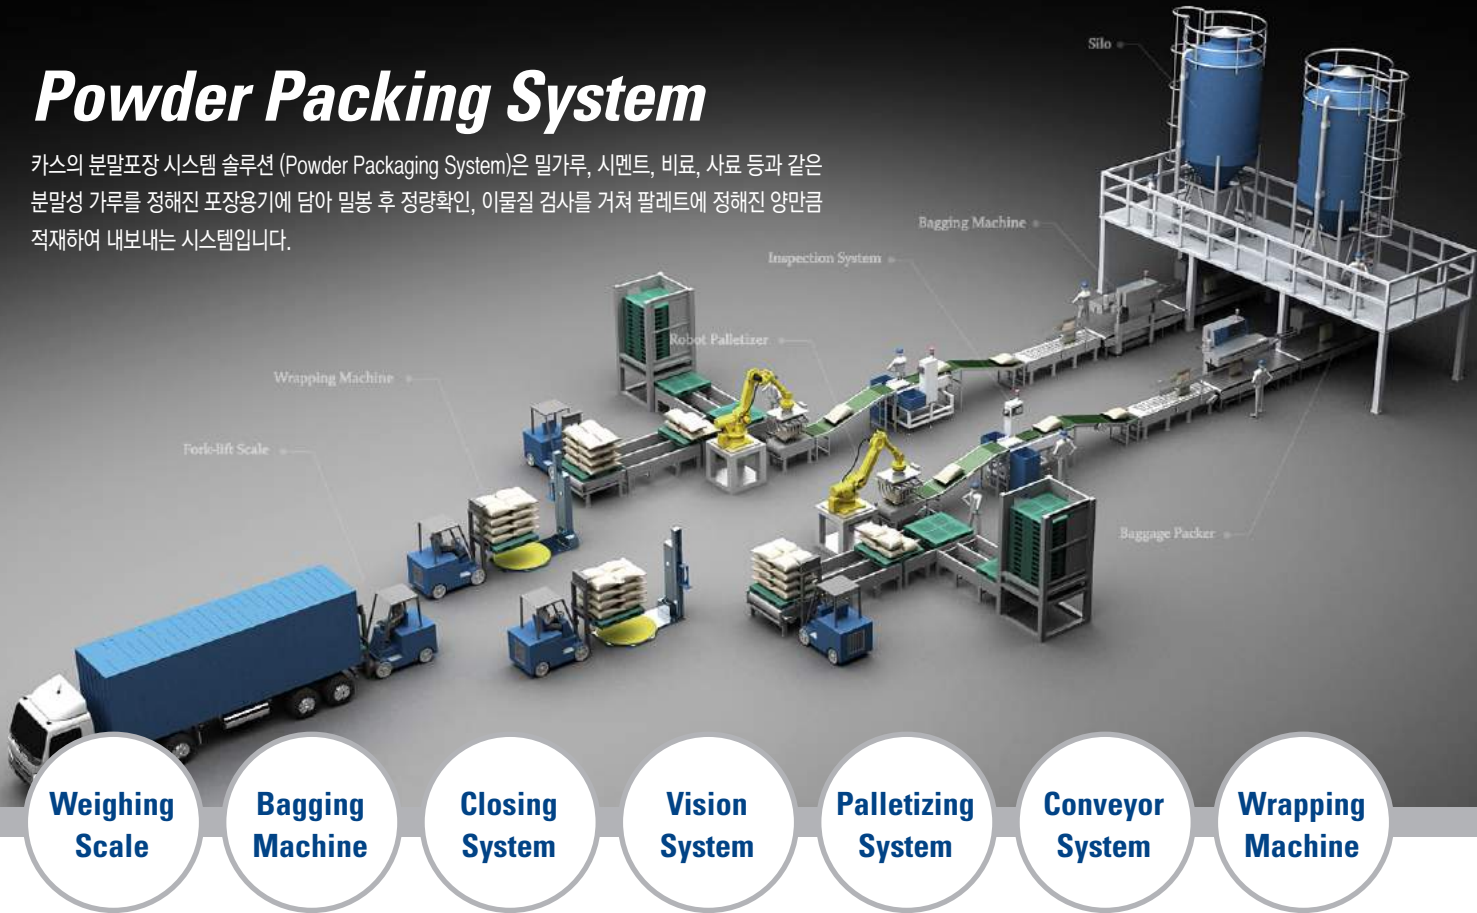 Powder Packing System
카스의 분말포장 시스템 솔루션 (Powder Packaging System)은 밀가루, 시멘트, 비료, 사료 등과 같은
분말성 가루를 정해진 포장용기에 담아 밀봉 후 정량확인, 이물질 검사를 거쳐 팔레트에 정해진 양만큼
적재하여 내보내는 시스템입니다.
Silo
Bagging Machine
Inspection System
Robot Palletizer
Wrapping Machine
Fork-lift Scale
Baggage Packer
Weighing
Scale
Bagging
Machine
Closing
System
Vision
System
Palletizing
System
Conveyor
System
Wrapping
Machine